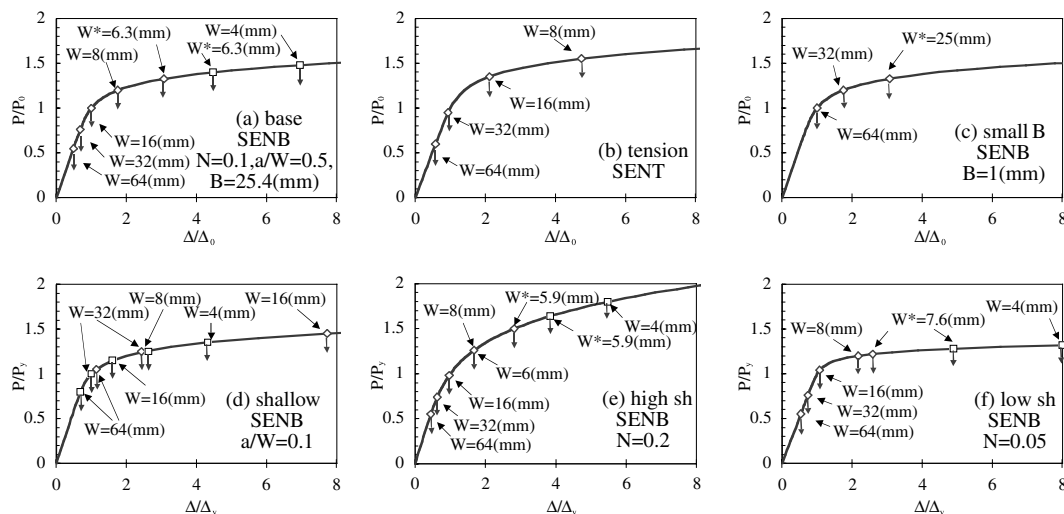 2
1.5
1
0.5
0
P/P₀
W*=6.3(mm)
W=4(mm)
W=8(mm)
W*=6.3(mm)
W=16(mm)
W=32(mm)
W=64(mm)
(a) base
SENB
N=0.1,a/W=0.5,
B=25.4(mm)
0 2 4 6 8
Δ/Δ₀
2
1.5
1
0.5
0
P/P₀
W=8(mm)
W=16(mm)
W=32(mm)
W=64(mm)
(b) tension
SENT
0 2 4 6 8
Δ/Δ₀
2
1.5
1
0.5
0
P/P₀
W=32(mm)
W*=25(mm)
W=64(mm)
(c) small B
SENB
B=1(mm)
0 2 4 6 8
Δ/Δ₀
2
1.5
1
0.5
0
P/Pᵧ
W=8(mm)
W=16(mm)
W=32(mm)
W=4(mm)
W=16(mm)
W=64(mm)
(d) shallow
SENB
a/W=0.1
0 2 4 6 8
Δ/Δᵧ
2
1.5
1
0.5
0
P/Pᵧ
W*=5.9(mm)
W=8(mm)
W=4(mm)
W*=5.9(mm)
W=6(mm)
W=16(mm)
W=32(mm)
W=64(mm)
(e) high sh
SENB
N=0.2
0 2 4 6 8
Δ/Δᵧ
2
1.5
1
0.5
0
P/Pᵧ
W=4(mm)
W*=7.6(mm)
W=8(mm)
W=16(mm)
W=32(mm)
W=64(mm)
(f) low sh
SENB
N=0.05
0 2 4 6 8
Δ/Δᵧ